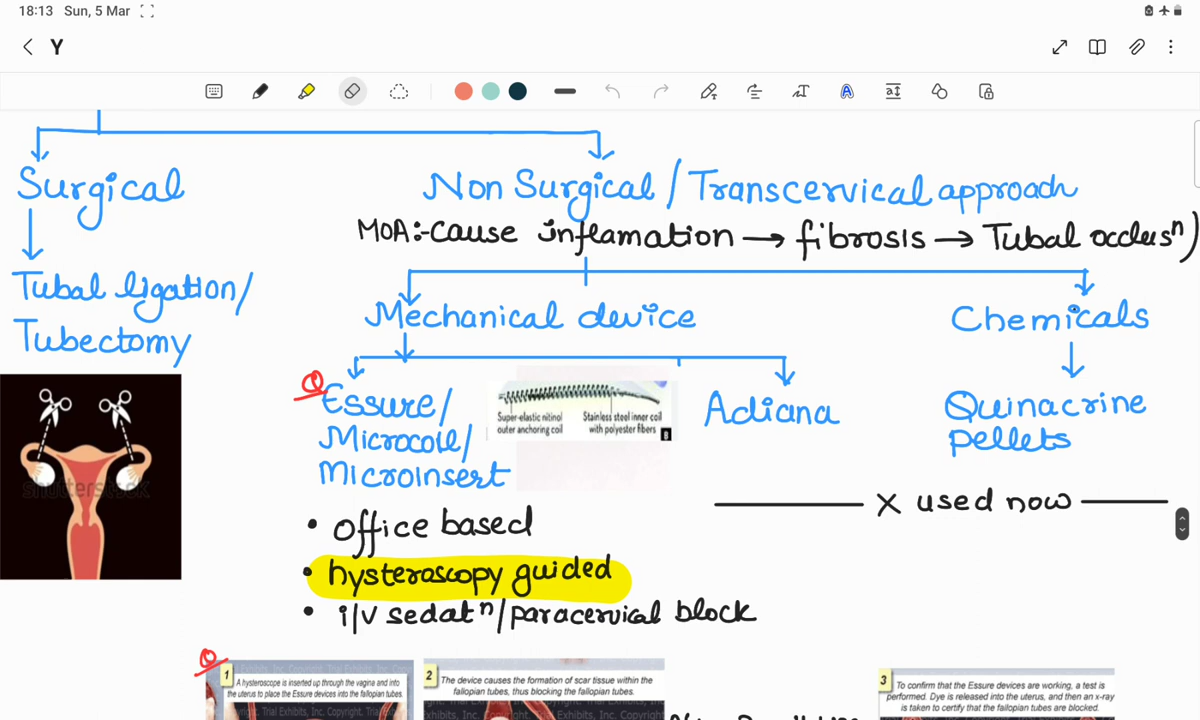 18:13 Sun, 5 Mar
Y
Surgical
Non Surgical / Transcervical approach
MOA:- cause inflamation → fibrosis → Tubal occlusⁿ)
Tubal ligation/
Tubectomy
Mechanical device
Chemicals
Q
Essure/
Microcoil/
Microinsert
Super-elastic nitinol
outer anchoring coil
Stainless steel inner coil
with polyester fibers
B
Adiana
Quinacrine
pellets
X used now
• office based
• hysteroscopy guided
• i/v sedatⁿ/paracervical block
shutterstock
Q
1
A hysteroscope is inserted up through the vagina and into
the uterus to place the Essure devices into the fallopian tubes.
2
The device causes the formation of scar tissue within the
fallopian tubes, thus blocking the fallopian tubes.
3
To confirm that the Essure devices are working, a test is
performed. Dye is released into the uterus, and then an x-ray
is taken to certify that the fallopian tubes are blocked.